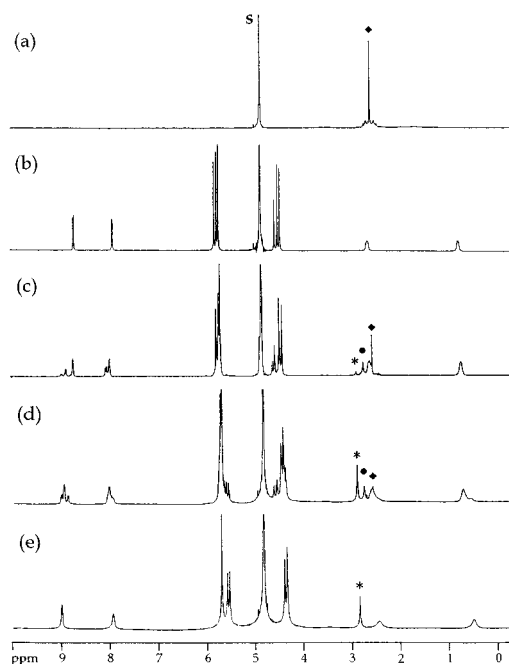 S
(a) ◆
(b)
(c) * ● ◆
(d) * ● ◆
(e) *
ppm 9 8 7 6 5 4 3 2 1 0